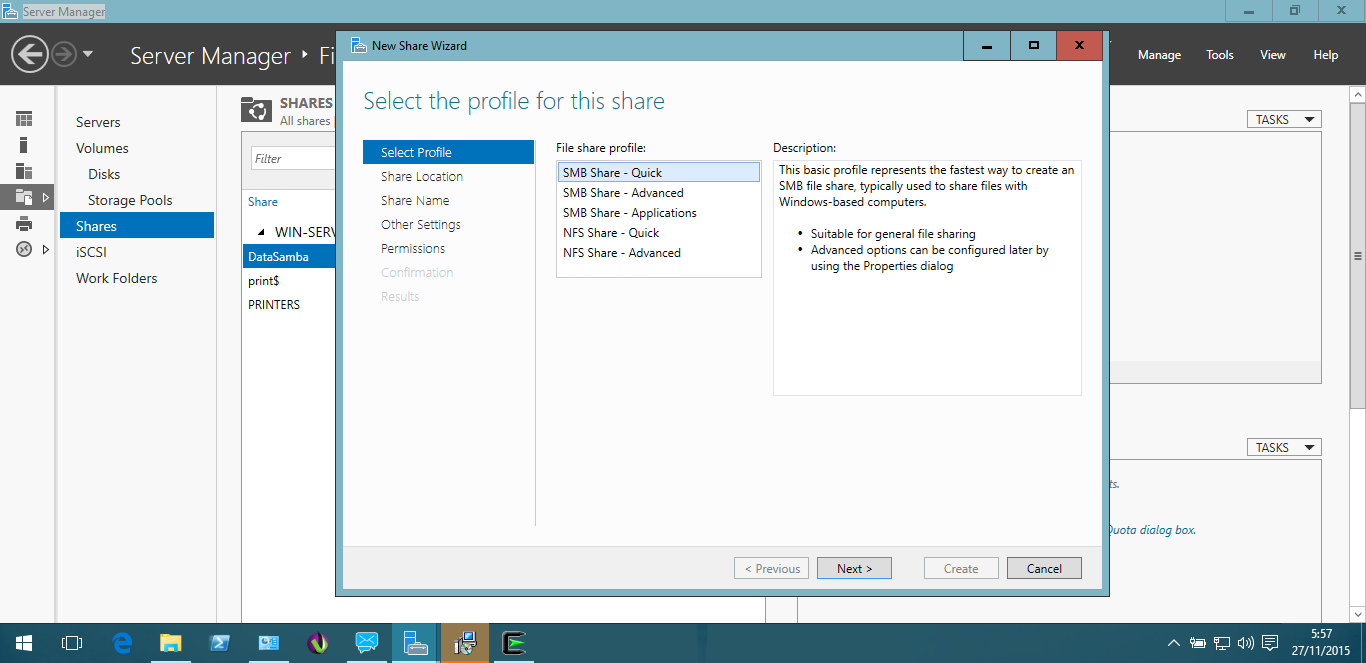 Server Manager
Server Manager
New Share Wizard
Manage
Tools
View
Help
Select the profile for this share
Servers
Volumes
Disks
Storage Pools
Shares
iSCSI
Work Folders
SHARES
All shares
Filter
Share
WIN-SERV
DataSamba
print$
PRINTERS
Select Profile
Share Location
Share Name
Other Settings
Permissions
Confirmation
Results
File share profile:
SMB Share - Quick
SMB Share - Advanced
SMB Share - Applications
NFS Share - Quick
NFS Share - Advanced
Description:
This basic profile represents the fastest way to create an
SMB file share, typically used to share files with
Windows-based computers.
• Suitable for general file sharing
• Advanced options can be configured later by
using the Properties dialog
TASKS
TASKS
Quota dialog box.
< Previous
Next >
Create
Cancel
5:57
27/11/2015